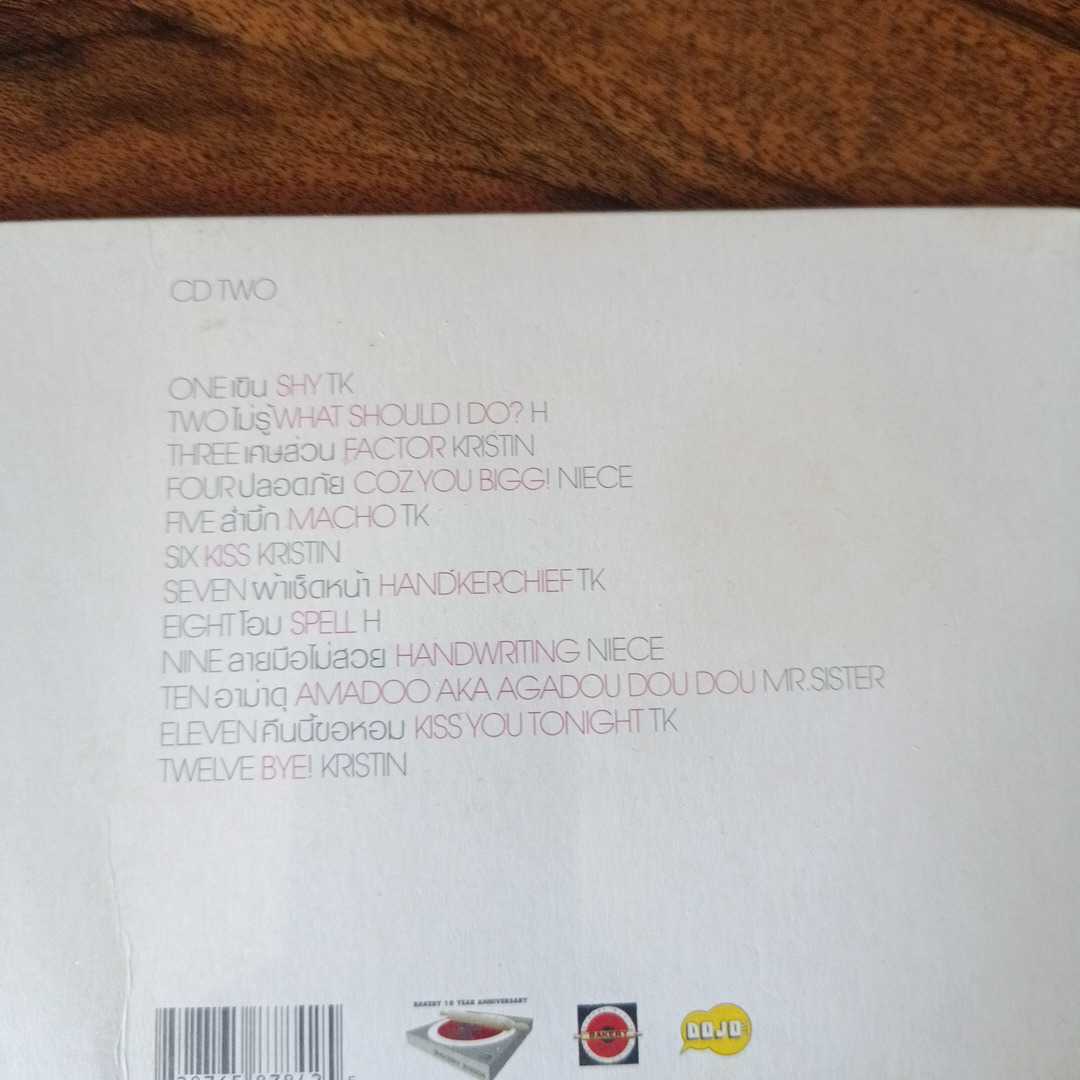 CD TWO
ONE เขิน SHY TK
TWO ไม่รู้ WHAT SHOULD I DO? H
THREE เศษส่วน FACTOR KRISTIN
FOUR ปลอดภัย COZ YOU BIGG! NIECE
FIVE ล่ำบึ้ก MACHO TK
SIX KISS KRISTIN
SEVEN ผ้าเช็ดหน้า HANDKERCHIEF TK
EIGHT โอม SPELL H
NINE ลายมือไม่สวย HANDWRITING NIECE
TEN อาม่าดุ AMADOO AKA AGADOU DOU DOU MR.SISTER
ELEVEN คืนนี้ขอหอม KISS YOU TONIGHT TK
TWELVE BYE! KRISTIN
BAKERY 10 YEAR ANNIVERSARY
BAKERY
DOJO